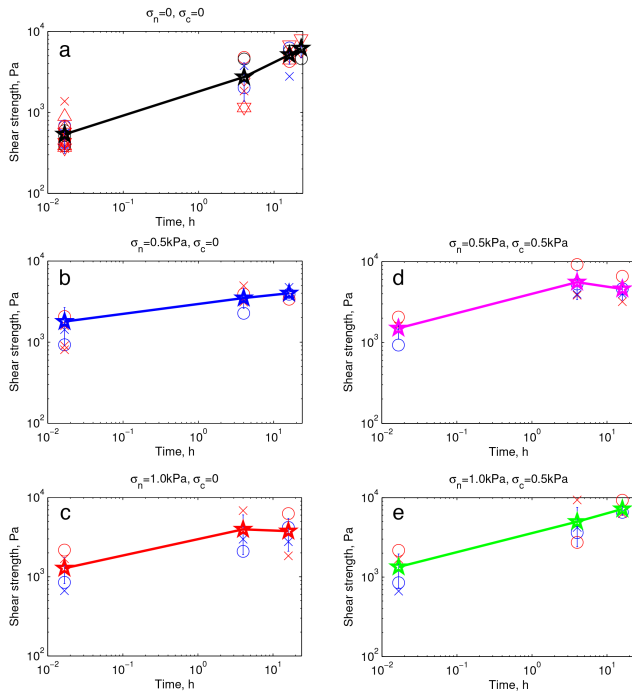 σn=0, σc=0
a
Shear strength, Pa
10^4
10^3
10^2
10^-2 10^-1 10^0 10^1
Time, h
σn=0.5kPa, σc=0
b
Shear strength, Pa
10^4
10^3
10^2
10^-2 10^-1 10^0 10^1
Time, h
σn=0.5kPa, σc=0.5kPa
d
Shear strength, Pa
10^4
10^3
10^2
10^-2 10^-1 10^0 10^1
Time, h
σn=1.0kPa, σc=0
c
Shear strength, Pa
10^4
10^3
10^2
10^-2 10^-1 10^0 10^1
Time, h
σn=1.0kPa, σc=0.5kPa
e
Shear strength, Pa
10^4
10^3
10^2
10^-2 10^-1 10^0 10^1
Time, h